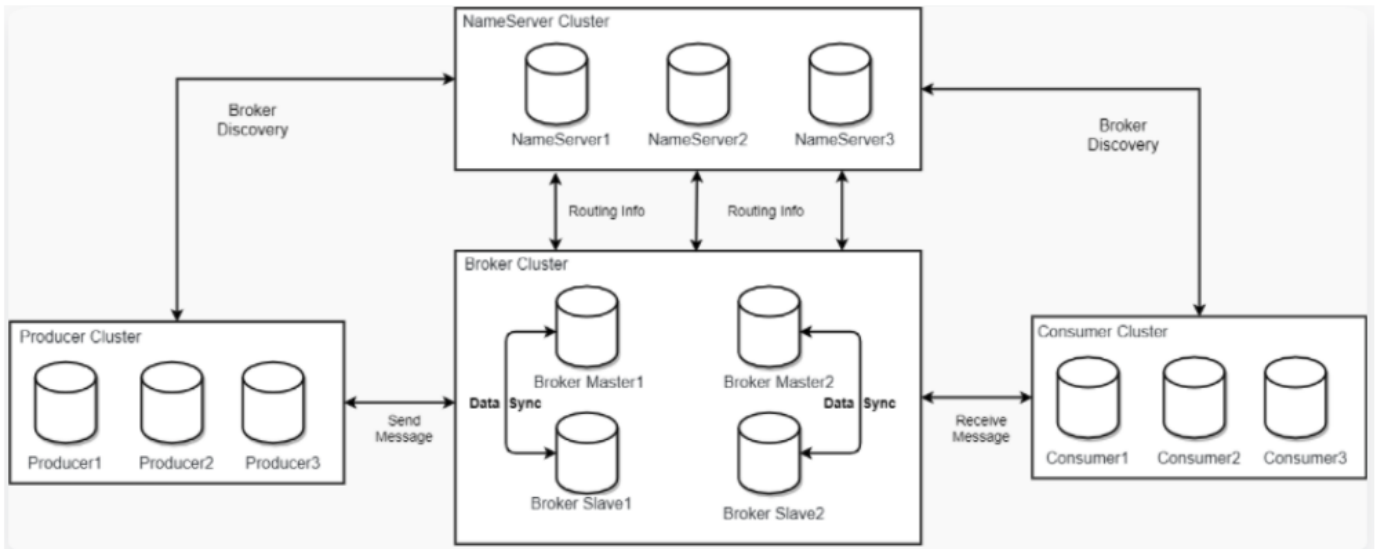 NameServer Cluster
NameServer1
NameServer2
NameServer3
Broker
Discovery
Broker
Discovery
Routing Info
Routing Info
Broker Cluster
Broker Master1
Broker Master2
Data Sync
Data Sync
Broker Slave1
Broker Slave2
Producer Cluster
Producer1
Producer2
Producer3
Send
Message
Receive
Message
Consumer Cluster
Consumer1
Consumer2
Consumer3